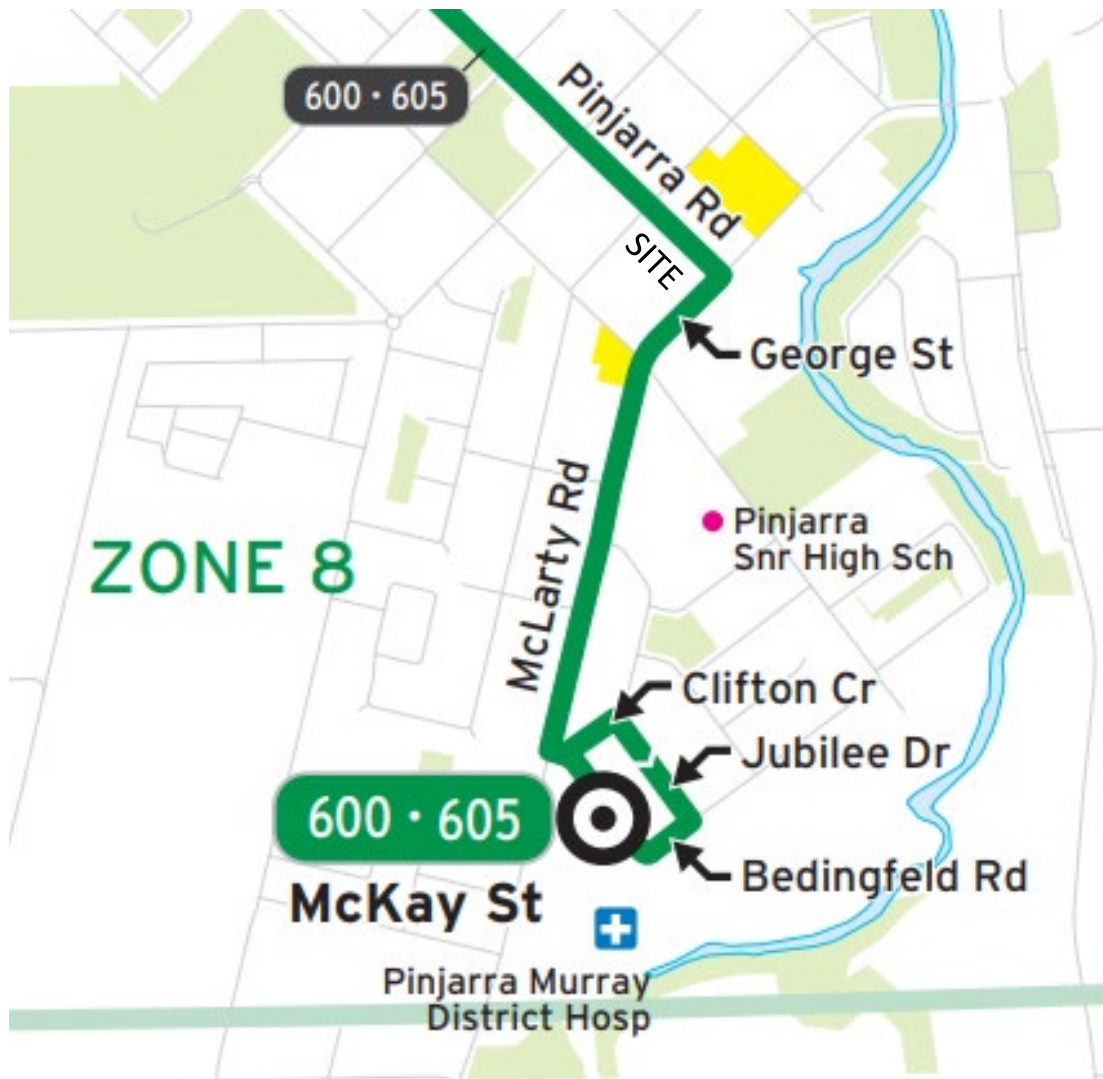 600 · 605
Pinjarra Rd
SITE
George St
McLarty Rd
Pinjarra
Snr High Sch
ZONE 8
Clifton Cr
Jubilee Dr
600 · 605
McKay St
Bedingfeld Rd
Pinjarra Murray
District Hosp